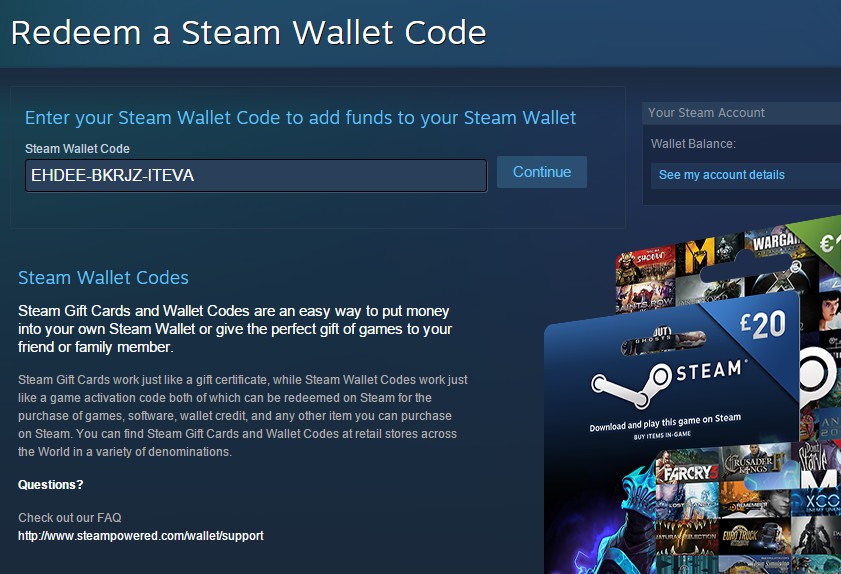 Redeem a Steam Wallet Code
Enter your Steam Wallet Code to add funds to your Steam Wallet
Steam Wallet Code
EHDEE-BKRJZ-ITEVA
Continue
Your Steam Account
Wallet Balance:
See my account details
Steam Wallet Codes
Steam Gift Cards and Wallet Codes are an easy way to put money
into your own Steam Wallet or give the perfect gift of games to your
friend or family member.
Steam Gift Cards work just like a gift certificate, while Steam Wallet Codes work just
like a game activation code both of which can be redeemed on Steam for the
purchase of games, software, wallet credit, and any other item you can purchase
on Steam. You can find Steam Gift Cards and Wallet Codes at retail stores across
the World in a variety of denominations.
Questions?
Check out our FAQ
http://www.steampowered.com/wallet/support
£20
STEAM
Download and play this game on Steam
BUY ITEMS IN-GAME
GHOSTS
FARCRY3
CRUSADER
KINGS
EURO TRUCK
XCO